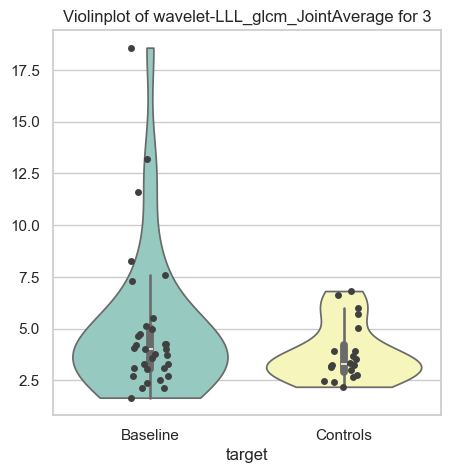 Violinplot of wavelet-LLL_glcm_JointAverage for 3
17.5
15.0
12.5
10.0
7.5
5.0
2.5
Baseline Controls
target